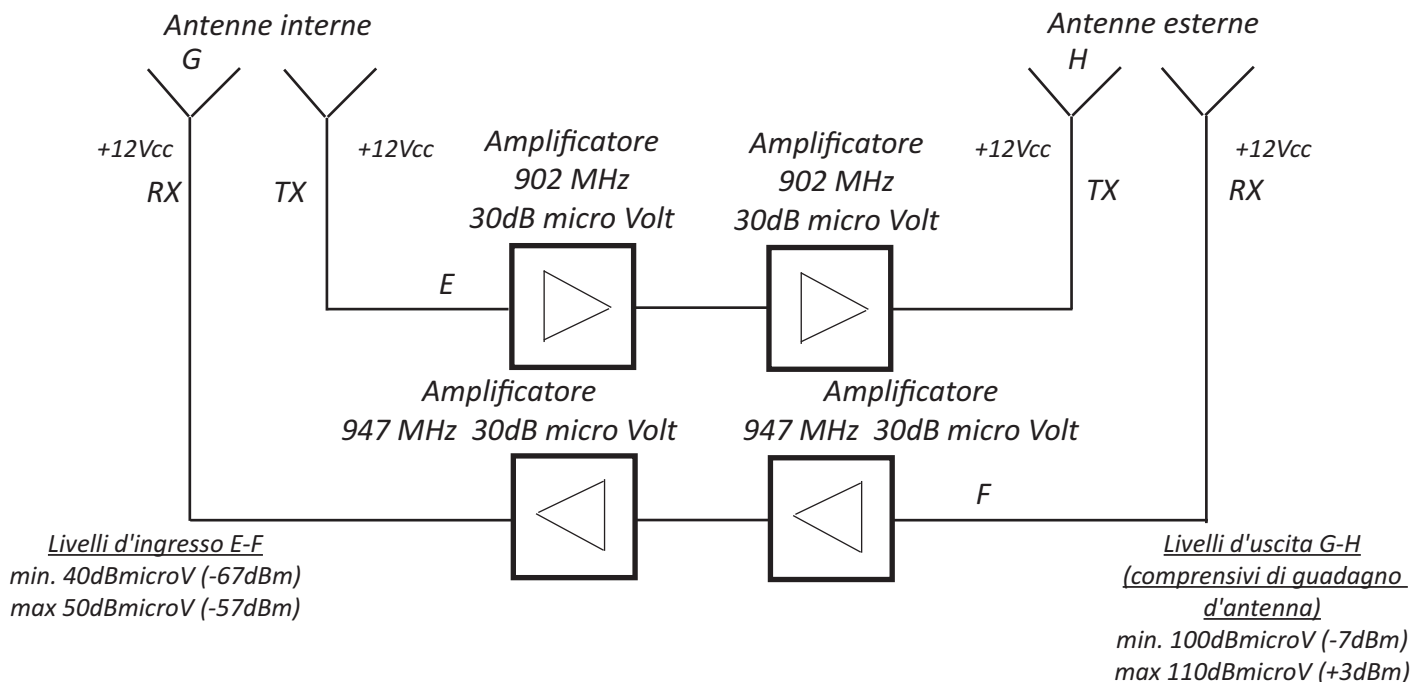 Antenne interne
G
Antenne esterne
H
+12Vcc
RX
TX
+12Vcc
Amplificatore
902 MHz
30dB micro Volt
Amplificatore
902 MHz
30dB micro Volt
+12Vcc
TX
+12Vcc
RX
E
Amplificatore
947 MHz 30dB micro Volt
Amplificatore
947 MHz 30dB micro Volt
F
Livelli d'ingresso E-F
min. 40dBmicroV (-67dBm)
max 50dBmicroV (-57dBm)
Livelli d'uscita G-H
(comprensivi di guadagno
d'antenna)
min. 100dBmicroV (-7dBm)
max 110dBmicroV (+3dBm)